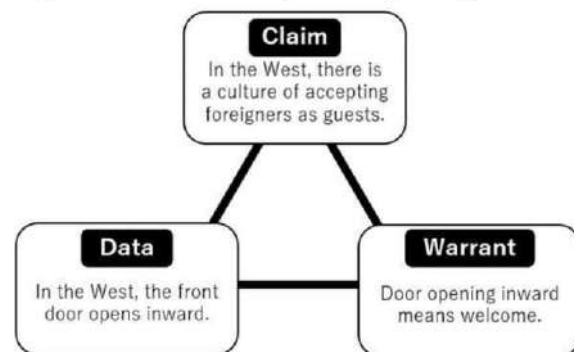 Claim
In the West, there is
a culture of accepting
foreigners as guests.
Data
In the West, the front
door opens inward.
Warrant
Door opening inward
means welcome.